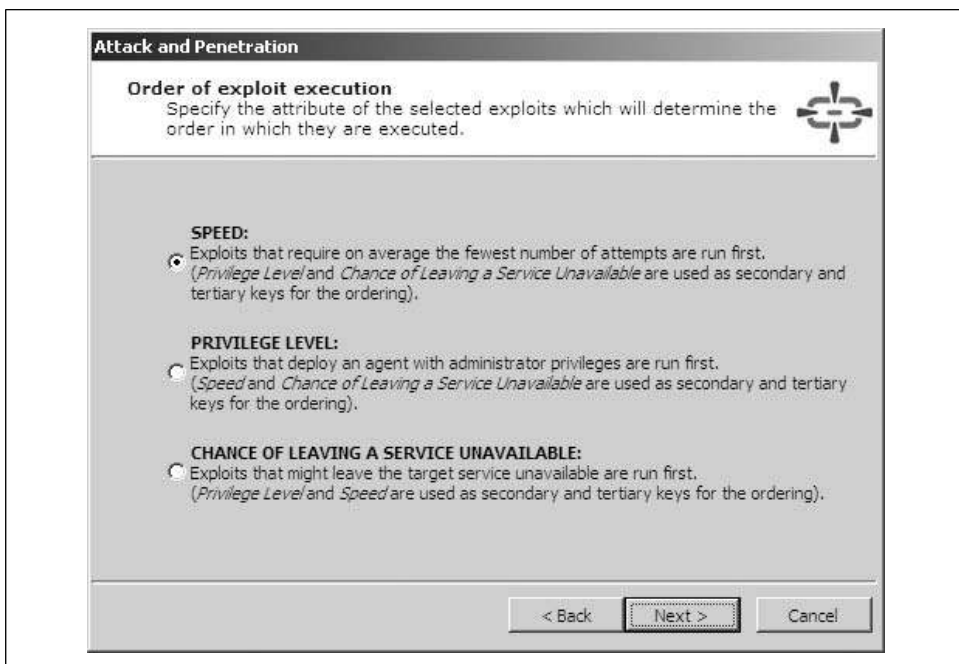 Attack and Penetration
Order of exploit execution
Specify the attribute of the selected exploits which will determine the
order in which they are executed.
SPEED:
Exploits that require on average the fewest number of attempts are run first.
(Privilege Level and Chance of Leaving a Service Unavailable are used as secondary and
tertiary keys for the ordering).
PRIVILEGE LEVEL:
Exploits that deploy an agent with administrator privileges are run first.
(Speed and Chance of Leaving a Service Unavailable are used as secondary and tertiary
keys for the ordering).
CHANCE OF LEAVING A SERVICE UNAVAILABLE:
Exploits that might leave the target service unavailable are run first.
(Privilege Level and Speed are used as secondary and tertiary keys for the ordering).
< Back
Next >
Cancel